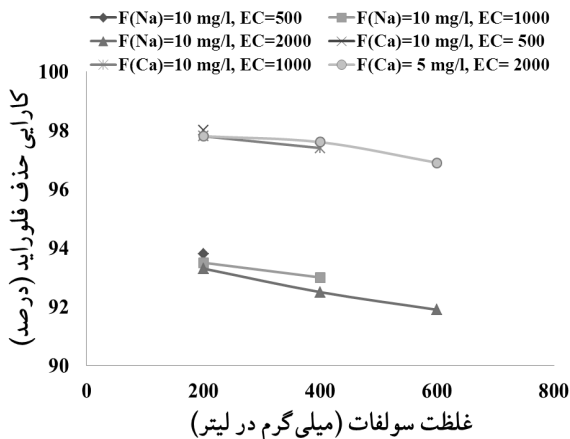 F(Na)=10 mg/l, EC=500 F(Na)=10 mg/l, EC=1000
F(Na)=10 mg/l, EC=2000 F(Ca)=10 mg/l, EC= 500
F(Ca)=10 mg/l, EC=1000 F(Ca)= 5 mg/l, EC= 2000
کارایی حذف فلوراید (درصد)
100
98
96
94
92
90
0 200 400 600 800
غلظت سولفات (میلی‌گرم در لیتر)